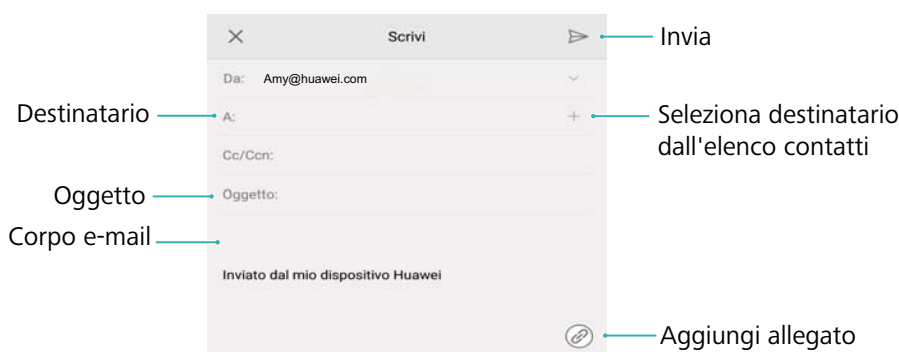 Scrivi
Invia
Da: Amy@huawei.com
Destinatario
A:
Seleziona destinatario
dall'elenco contatti
Cc/Ccn:
Oggetto
Oggetto:
Corpo e-mail
Inviato dal mio dispositivo Huawei
Aggiungi allegato